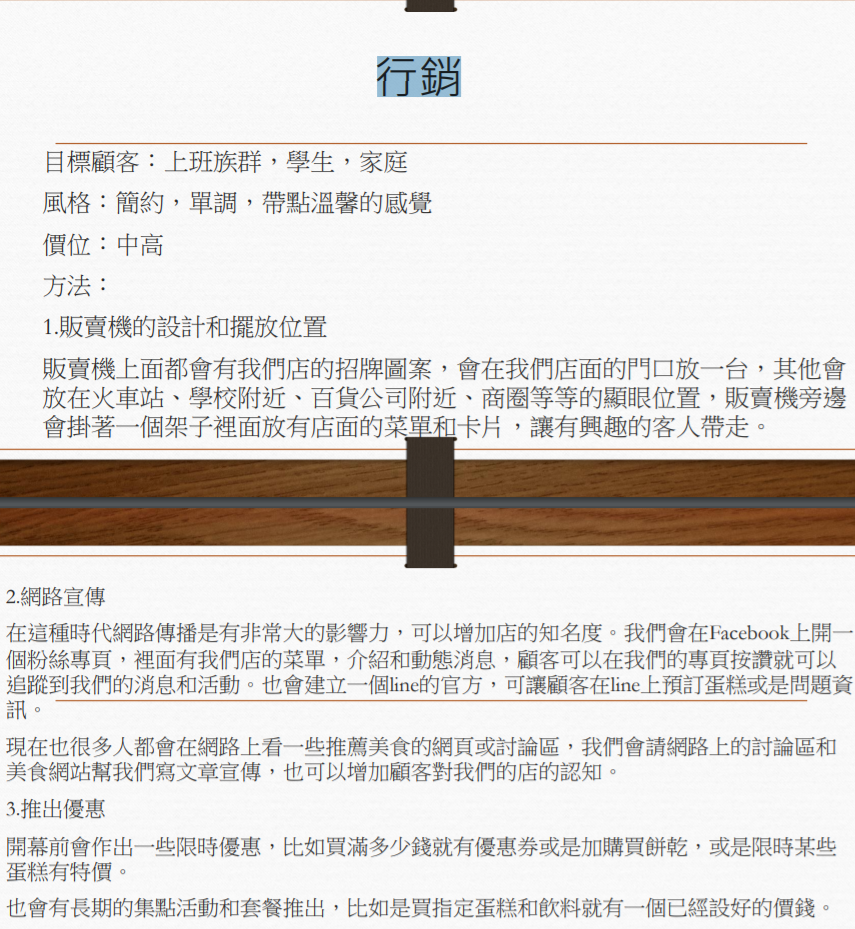 行銷
目標顧客：上班族群，學生，家庭
風格：簡約，單調，帶點溫馨的感覺
價位：中高
方法：
1.販賣機的設計和擺放位置
販賣機上面都會有我們店的招牌圖案，會在我們店面的門口放一台，其他會
放在火車站、學校附近、百貨公司附近、商圈等等的顯眼位置，販賣機旁邊
會掛著一個架子裡面放有店面的菜單和卡片，讓有興趣的客人帶走。
2.網路宣傳
在這種時代網路傳播是有非常大的影響力，可以增加店的知名度。我們會在Facebook上開一
個粉絲專頁，裡面有我們店的菜單，介紹和動態消息，顧客可以在我們的專頁按讚就可以
追蹤到我們的消息和活動。也會建立一個line的官方，可讓顧客在line上預訂蛋糕或是問題資
訊。
現在也很多人都會在網路上看一些推薦美食的網頁或討論區，我們會請網路上的討論區和
美食網站幫我們寫文章宣傳，也可以增加顧客對我們的店的認知。
3.推出優惠
開幕前會作出一些限時優惠，比如買滿多少錢就有優惠券或是加購買餅乾，或是限時某些
蛋糕有特價。
也會有長期的集點活動和套餐推出，比如是買指定蛋糕和飲料就有一個已經設好的價錢。